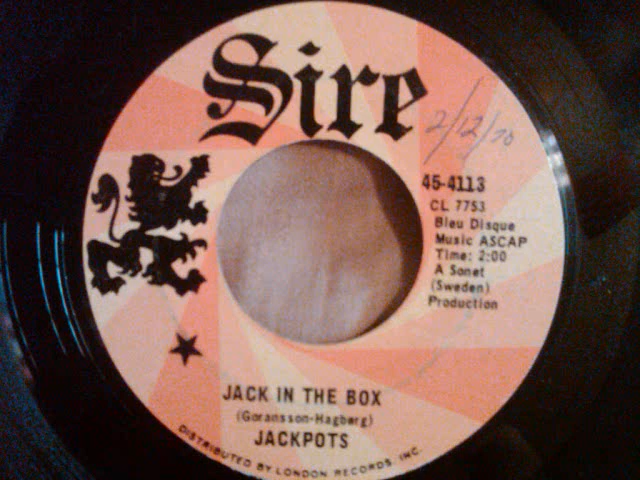 Sire
2/12/70
45-4113
CL 7753
Bleu Disque
Music ASCAP
Time: 2:00
A Sonet
(Sweden)
Production
JACK IN THE BOX
(Goransson-Hagberg)
JACKPOTS
DISTRIBUTED BY LONDON RECORDS, INC.